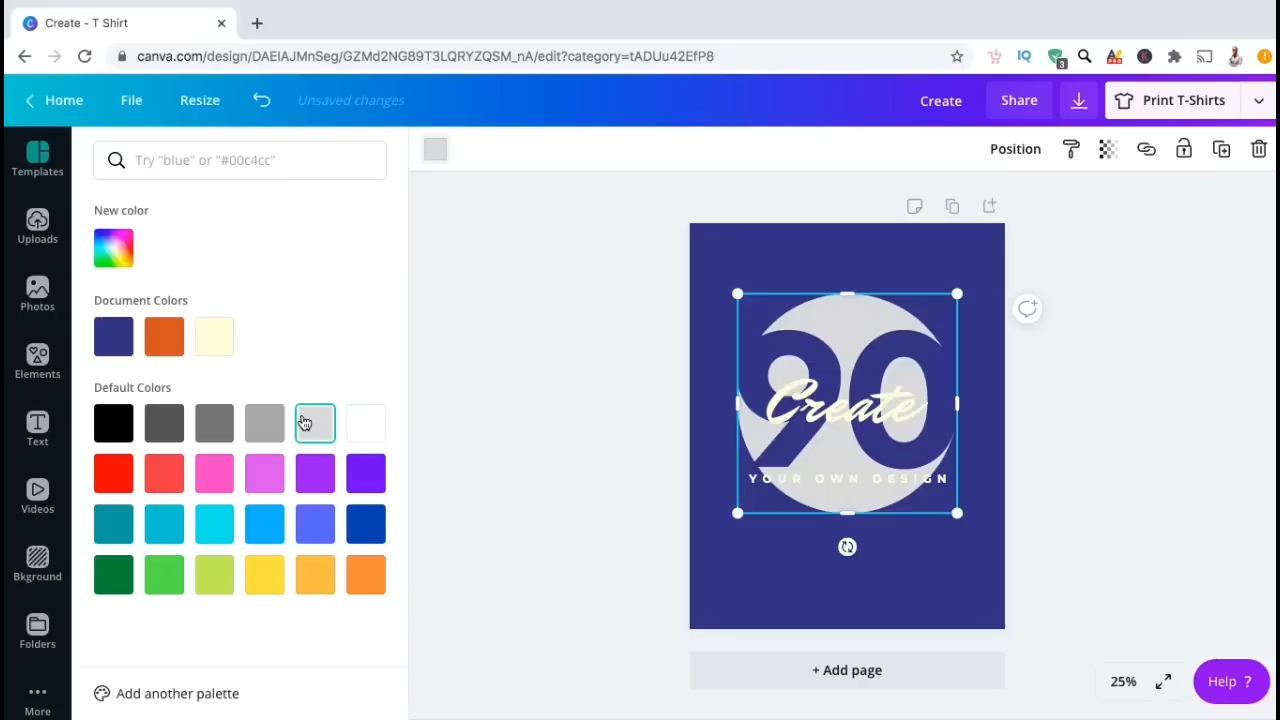 Create - T Shirt
canva.com/design/DAEIAJMnSeg/GZMd2NG89T3LQRYZQSM_nA/edit?category=tADUu42EfP8
3
Home File Resize Unsaved changes Create Share Print T-Shirts
Templates
Uploads
Photos
Elements
Text
Videos
Bkground
Folders
More
Try "blue" or "#00c4cc"
New color
Document Colors
Default Colors
Add another palette
Position
90
Create
YOUR OWN DESIGN
+ Add page
25%
Help ?